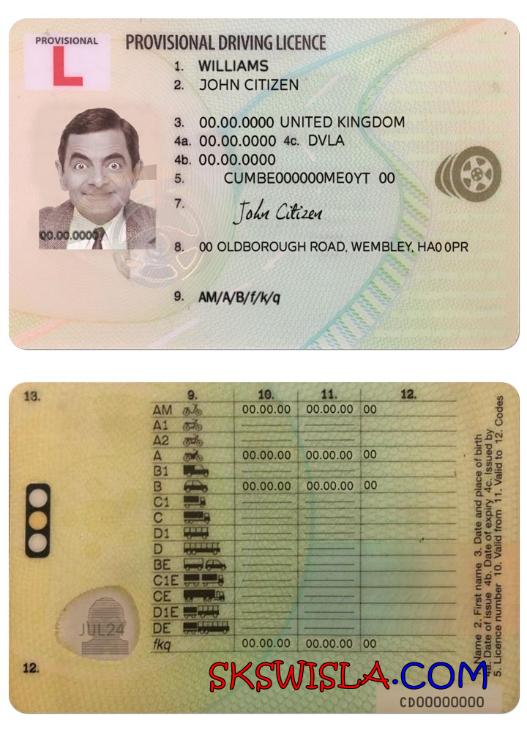 PROVISIONAL
L
PROVISIONAL DRIVING LICENCE
1. WILLIAMS
2. JOHN CITIZEN
3. 00.00.0000 UNITED KINGDOM
4a. 00.00.0000 4c. DVLA
4b. 00.00.0000
5. CUMBE000000ME0YT 00
7. John Citizen
8. 00 OLDBOROUGH ROAD, WEMBLEY, HA0 0PR
9. AM/A/B/f/k/q
00.00.0000
13. 9. 10. 11. 12.
AM 00.00.00 00.00.00 00
A1
A2
A 00.00.00 00.00.00 00
B1
B 00.00.00 00.00.00 00
C1
C
D1
D
BE
C1E
CE
D1E
DE
fkq 00.00.00 00.00.00 00
JUL24
12.
1. Name 2. First name 3. Date and place of birth
4a. Date of issue 4b. Date of expiry 4c. Issued by
5. Licence number 10. Valid from 11. Valid to 12. Codes
SKSWISLA.COM
CD00000000